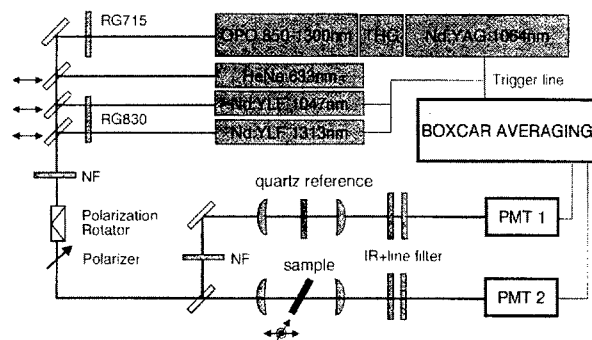 RG715
OPO:850-1300nm THG Nd:YAG:1064nm
HeNe:633nm
Trigger line
Nd:YLF:1047nm
RG830
Nd:YLF:1313nm
BOXCAR AVERAGING
NF
quartz reference
Polarization
Rotator
PMT 1
Polarizer
NF
sample
IR+line filter
PMT 2